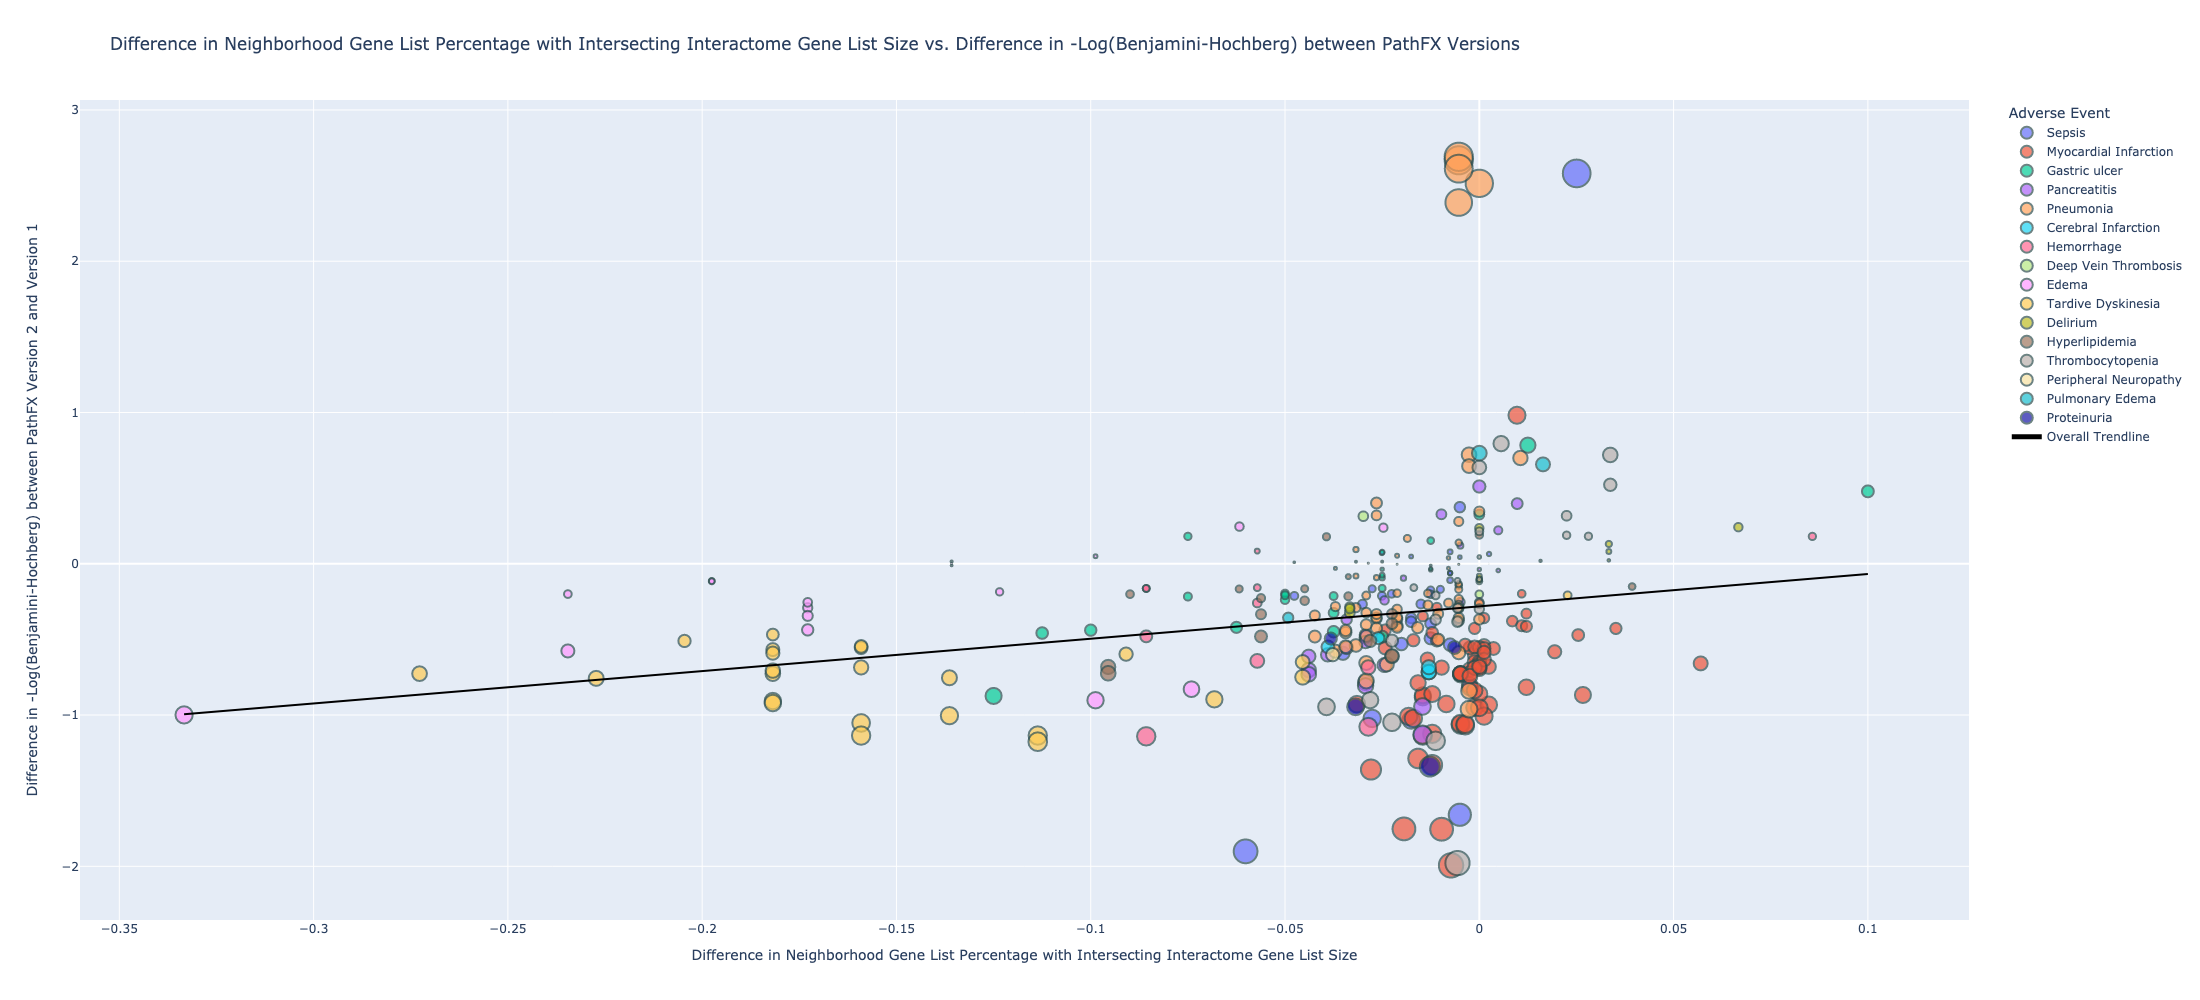 Difference in Neighborhood Gene List Percentage with Intersecting Interactome Gene List Size vs. Difference in -Log(Benjamini-Hochberg) between PathFX Versions
Difference in -Log(Benjamini-Hochberg) between PathFX Version 2 and Version 1
3
2
1
0
−1
−2
−0.35
−0.3
−0.25
−0.2
−0.15
−0.1
−0.05
0
0.05
0.1
Difference in Neighborhood Gene List Percentage with Intersecting Interactome Gene List Size
Adverse Event
Sepsis
Myocardial Infarction
Gastric ulcer
Pancreatitis
Pneumonia
Cerebral Infarction
Hemorrhage
Deep Vein Thrombosis
Edema
Tardive Dyskinesia
Delirium
Hyperlipidemia
Thrombocytopenia
Peripheral Neuropathy
Pulmonary Edema
Proteinuria
Overall Trendline